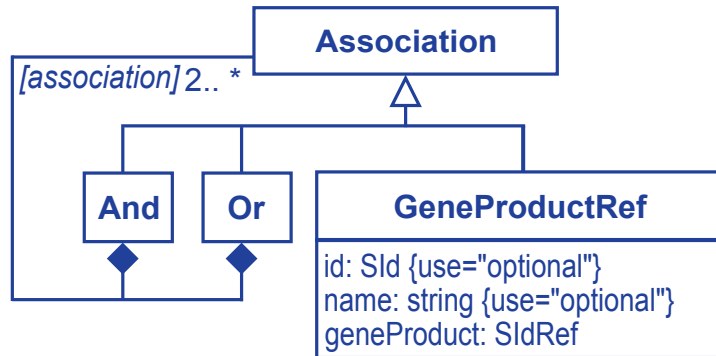 Association
[association] 2.. *
And
Or
GeneProductRef
id: SId {use="optional"}
name: string {use="optional"}
geneProduct: SIdRef